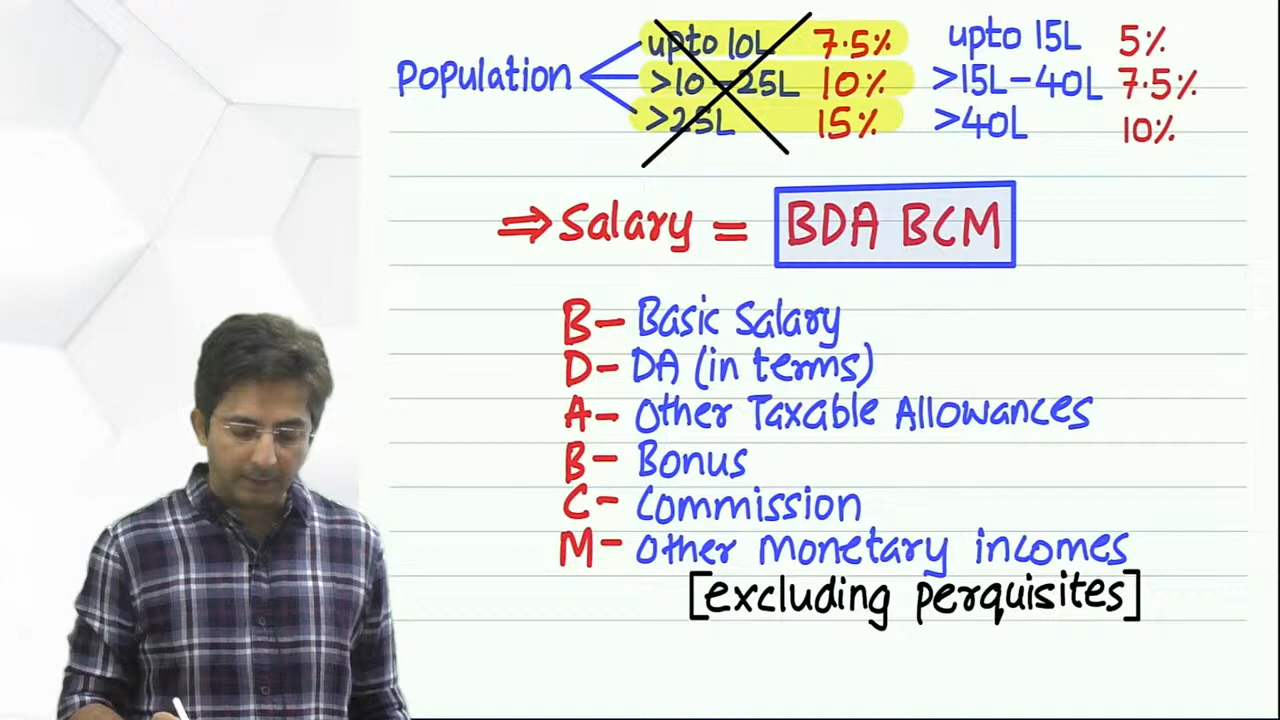 Population
upto 10L 7.5% upto 15L 5%
>10-25L 10% >15L-40L 7.5%
>25L 15% >40L 10%
⇒ Salary = BDA BCM
B- Basic Salary
D- DA (in terms)
A- Other Taxable Allowances
B- Bonus
C- Commission
M- Other monetary incomes
[excluding perquisites]